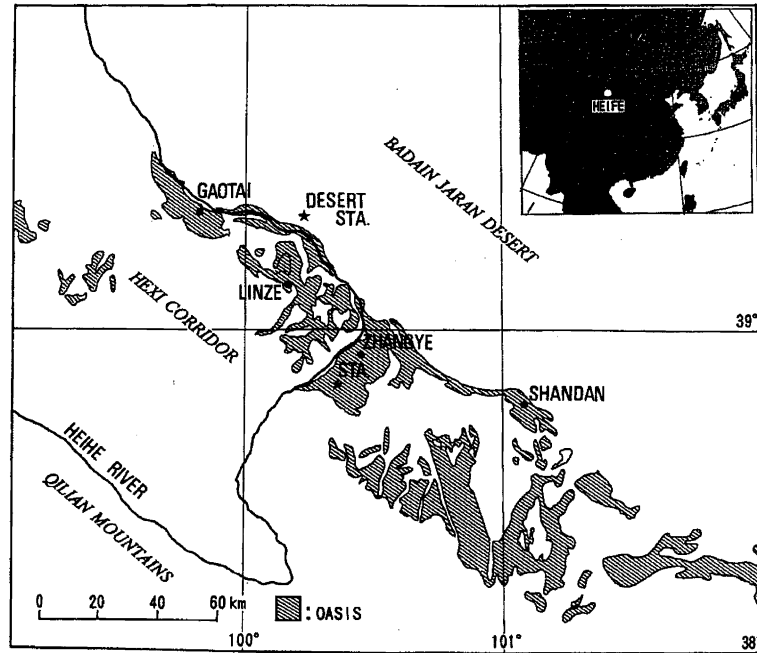 HEIFE
BADAIN JARAN DESERT
GAOTAI
DESERT
STA.
LINZE
HEXI CORRIDOR
39°
ZHANGYE
STA.
SHANDAN
HEIHE RIVER
QILIAN MOUNTAINS
0 20 40 60 km
: OASIS
100° 101° 38°